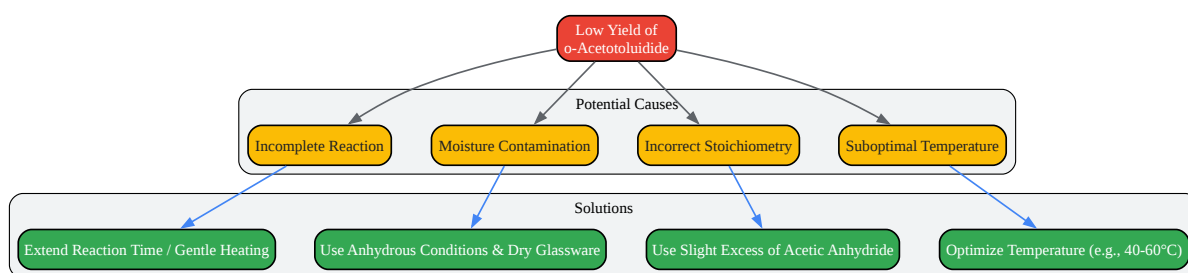 Low Yield of
o-Acetotoluidide
Potential Causes
Incomplete Reaction
Moisture Contamination
Incorrect Stoichiometry
Suboptimal Temperature
Solutions
Extend Reaction Time / Gentle Heating
Use Anhydrous Conditions & Dry Glassware
Use Slight Excess of Acetic Anhydride
Optimize Temperature (e.g., 40-60°C)